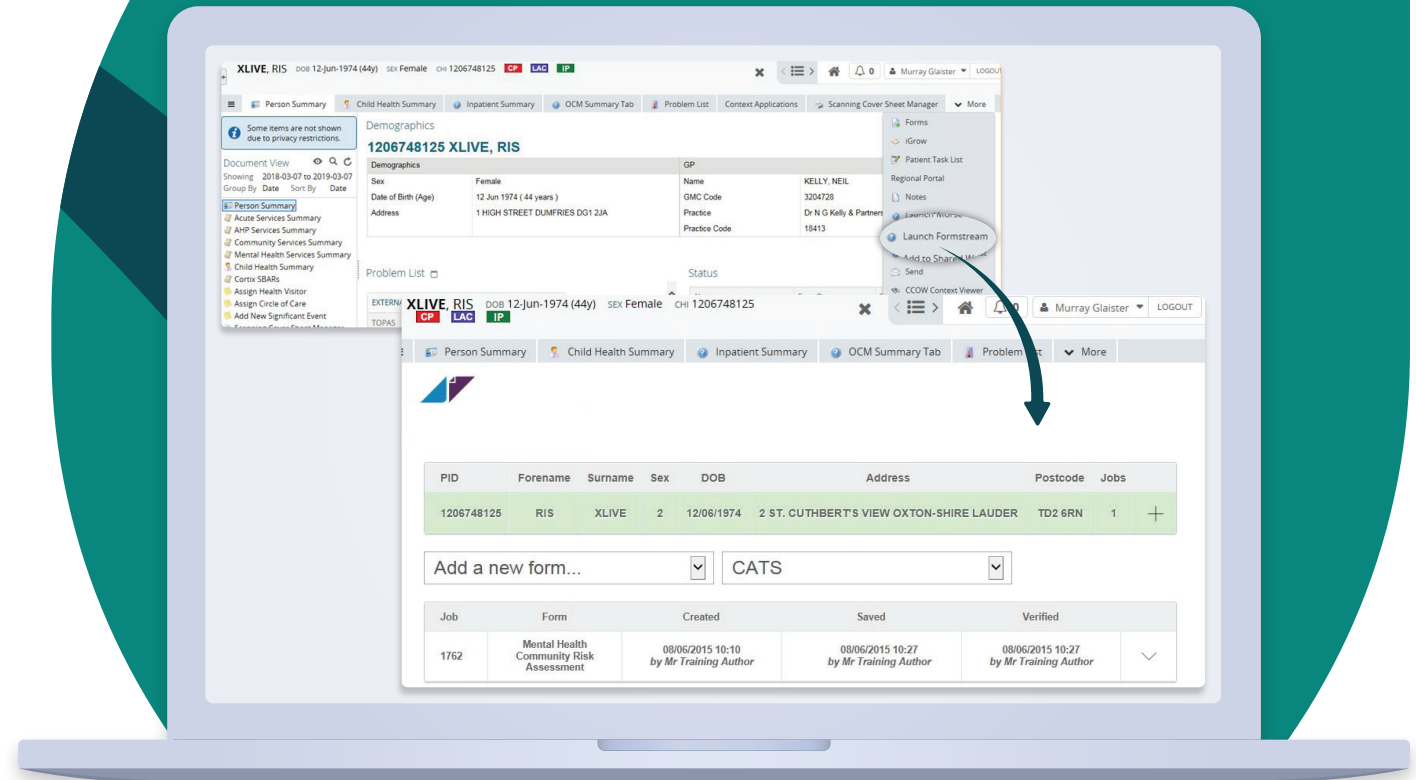 XLIVE, RIS DOB 12-Jun-1974 (44y) SEX Female CHI 1206748125 CP LAC IP
0 Murray Glaister LOGOUT
Person Summary Child Health Summary Inpatient Summary OCM Summary Tab Problem List Context Applications Scanning Cover Sheet Manager More
Some items are not shown
due to privacy restrictions.
Document View
Showing 2018-03-07 to 2019-03-07
Group By Date Sort By Date
Person Summary
Acute Services Summary
AHP Services Summary
Community Services Summary
Mental Health Services Summary
Child Health Summary
Cortix SBARs
Assign Health Visitor
Assign Circle of Care
Add New Significant Event
Scanning Cover Sheet Manager
Demographics
1206748125 XLIVE, RIS
Demographics GP
Sex Female Name KELLY, NEIL
Date of Birth (Age) 12 Jun 1974 ( 44 years ) GMC Code 3204728
Address 1 HIGH STREET DUMFRIES DG1 2JA Practice Dr N G Kelly & Partners
Practice Code 18413
Problem List Status
TOPAS
Forms
iGrow
Patient Task List
Regional Portal
Notes
Launch Morse
Launch Formstream
Add to Shared
Send
CCOW Context Viewer
XLIVE, RIS DOB 12-Jun-1974 (44y) SEX Female CHI 1206748125
CP LAC IP
Murray Glaister LOGOUT
Person Summary Child Health Summary Inpatient Summary OCM Summary Tab Problem List More
PID Forename Surname Sex DOB Address Postcode Jobs
1206748125 RIS XLIVE 2 12/06/1974 2 ST. CUTHBERT'S VIEW OXTON-SHIRE LAUDER TD2 6RN 1
Add a new form... CATS
Job Form Created Saved Verified
1762 Mental Health Community Risk Assessment 08/06/2015 10:10 by Mr Training Author 08/06/2015 10:27 by Mr Training Author 08/06/2015 10:27 by Mr Training Author